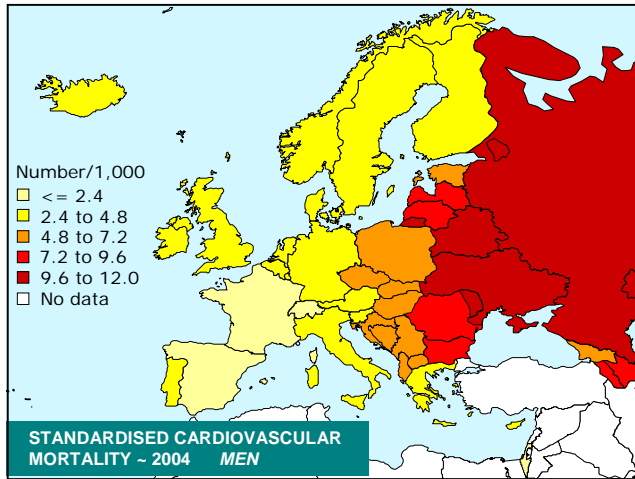 Number/1,000
<= 2.4
2.4 to 4.8
4.8 to 7.2
7.2 to 9.6
9.6 to 12.0
No data
STANDARDISED CARDIOVASCULAR
MORTALITY ~ 2004 MEN